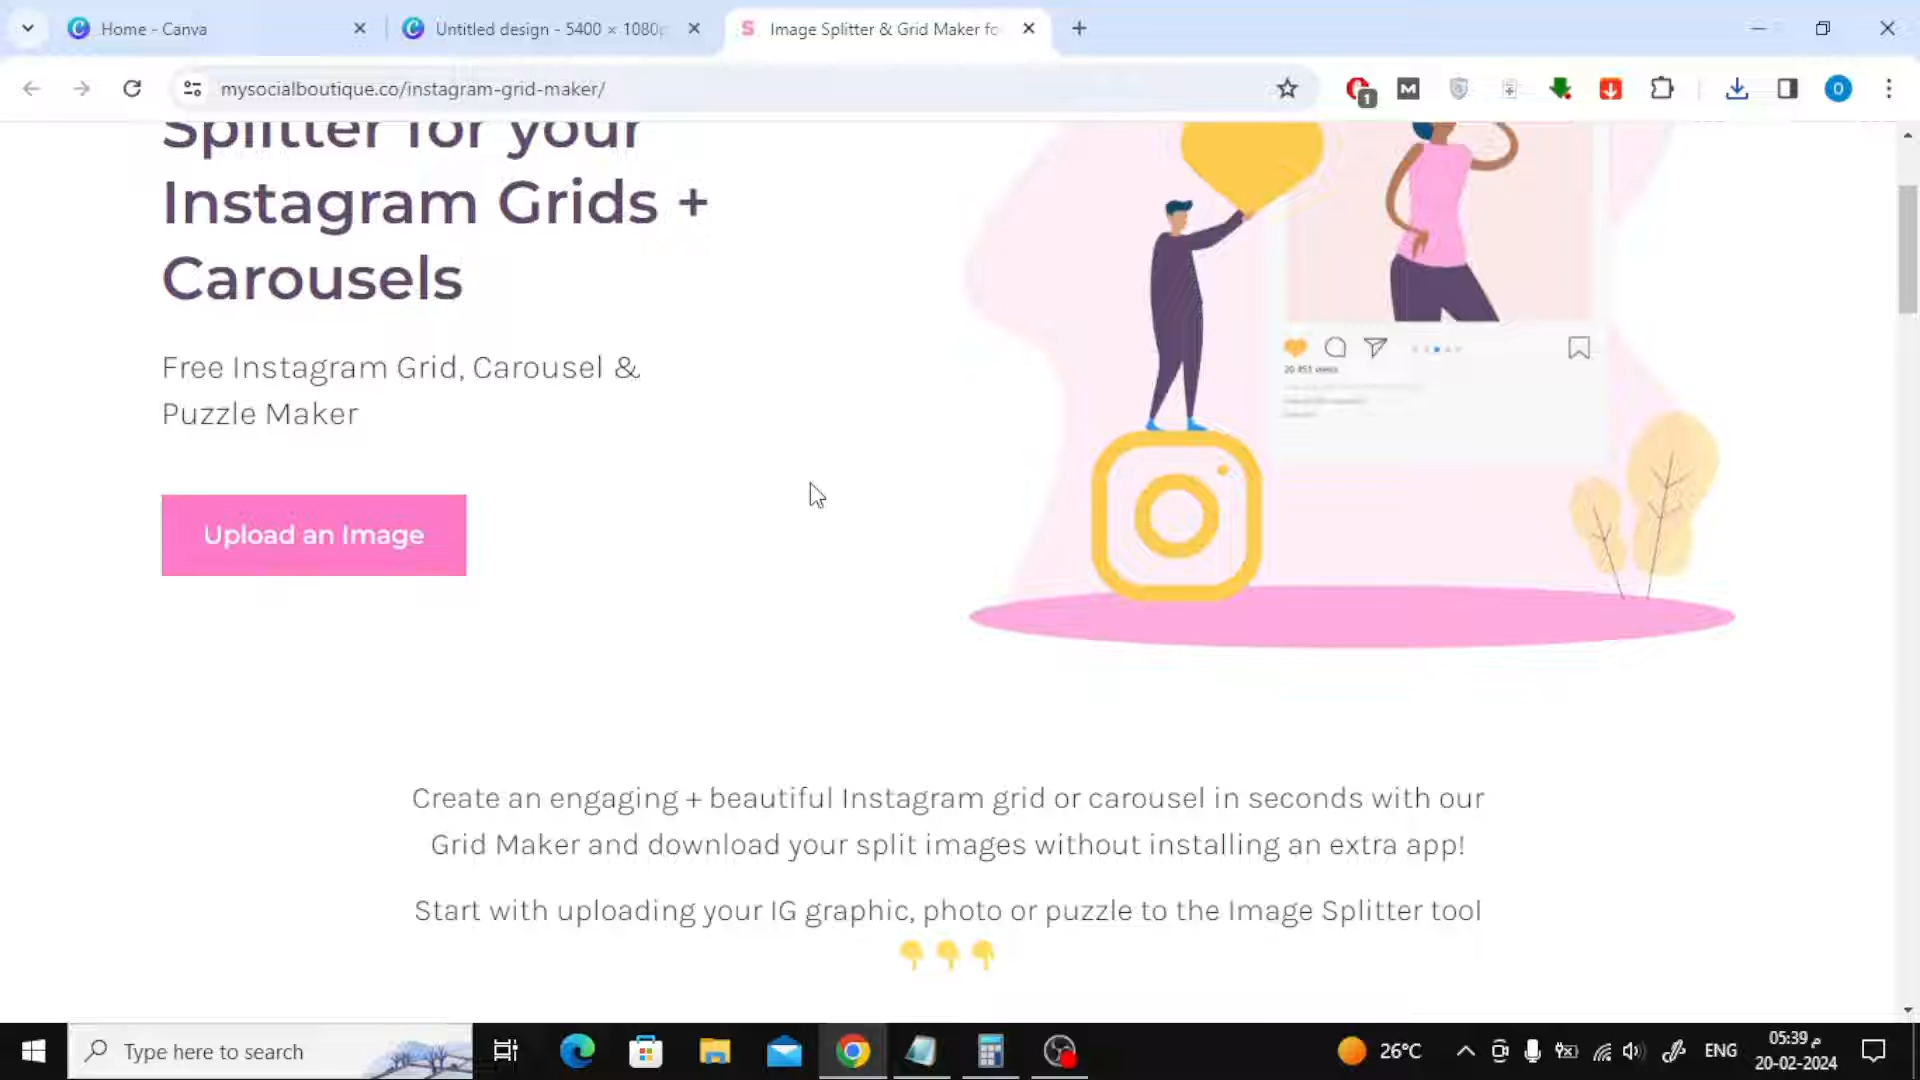 Home - Canva
Untitled design - 5400 × 1080p
Image Splitter & Grid Maker fo
mysocialboutique.co/instagram-grid-maker/
1
M
O
Splitter for your
Instagram Grids +
Carousels
Free Instagram Grid, Carousel &
Puzzle Maker
Upload an Image
Create an engaging + beautiful Instagram grid or carousel in seconds with our
Grid Maker and download your split images without installing an extra app!
Start with uploading your IG graphic, photo or puzzle to the Image Splitter tool
👇👇👇
Type here to search
26°C
ENG
05:39 م
20-02-2024